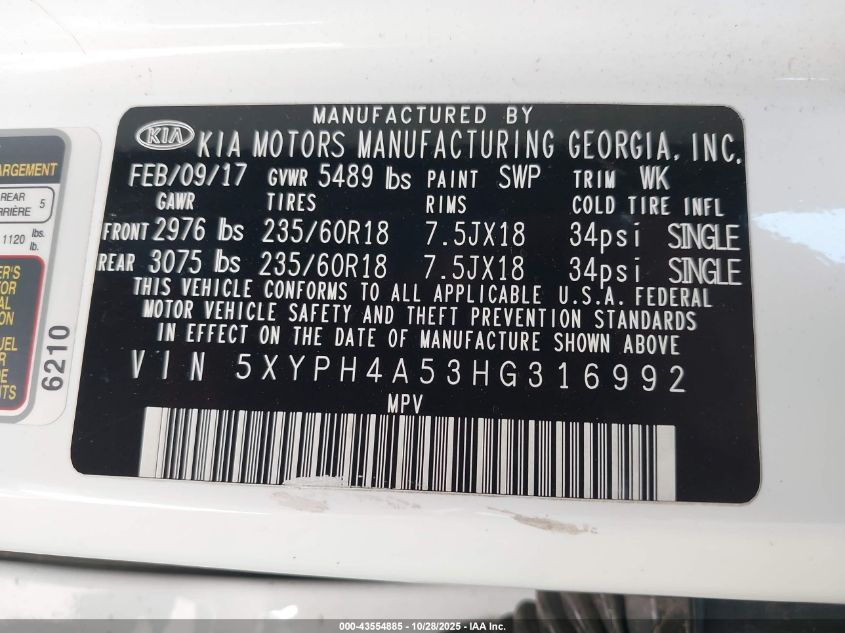 MANUFACTURED BY
KIA KIA MOTORS MANUFACTURING GEORGIA, INC.
FEB/09/17 GVWR 5489 lbs PAINT SWP TRIM WK
GAWR TIRES RIMS COLD TIRE INFL
FRONT 2976 lbs 235/60R18 7.5JX18 34psi SINGLE
REAR 3075 lbs 235/60R18 7.5JX18 34psi SINGLE
THIS VEHICLE CONFORMS TO ALL APPLICABLE U.S.A. FEDERAL
MOTOR VEHICLE SAFETY AND THEFT PREVENTION STANDARDS
IN EFFECT ON THE DATE OF MANUFACTURE SHOWN ABOVE
VIN 5XYPH4A53HG316992
MPV
REAR 5
1120 lbs.
lb.
6210
000-43554885 - 10/28/2025 - IAA Inc.